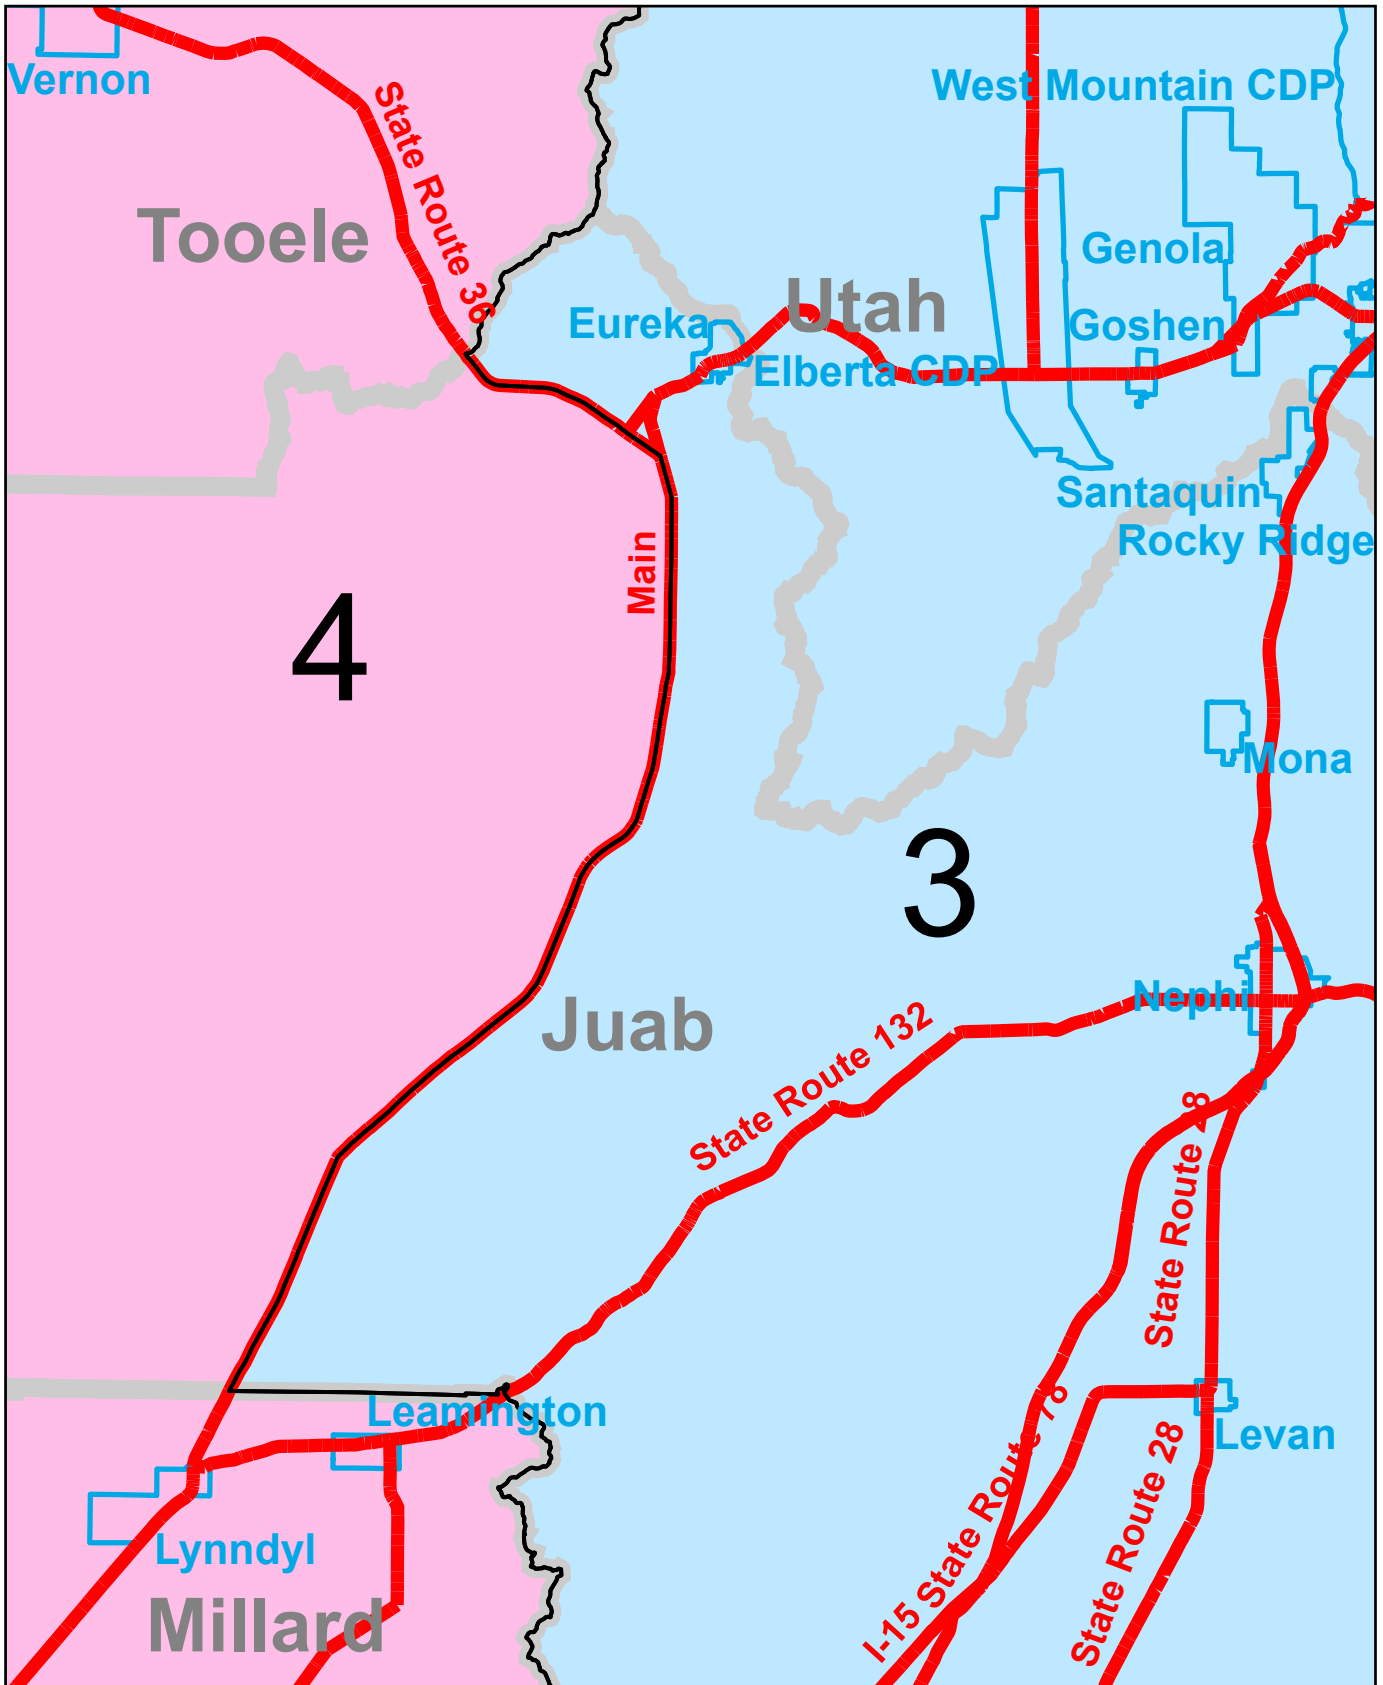 Vernon
West Mountain CDP
State Route 36
Tooele
Genola
Utah
Eureka
Goshen
Elberta CDP
Santaquin
Rocky Ridge
Main
4
Mona
3
Nephi
Juab
State Route 132
State Route 28
Leamington
State Route 78
Levan
State Route 28
Lynndyl
I-15
Millard